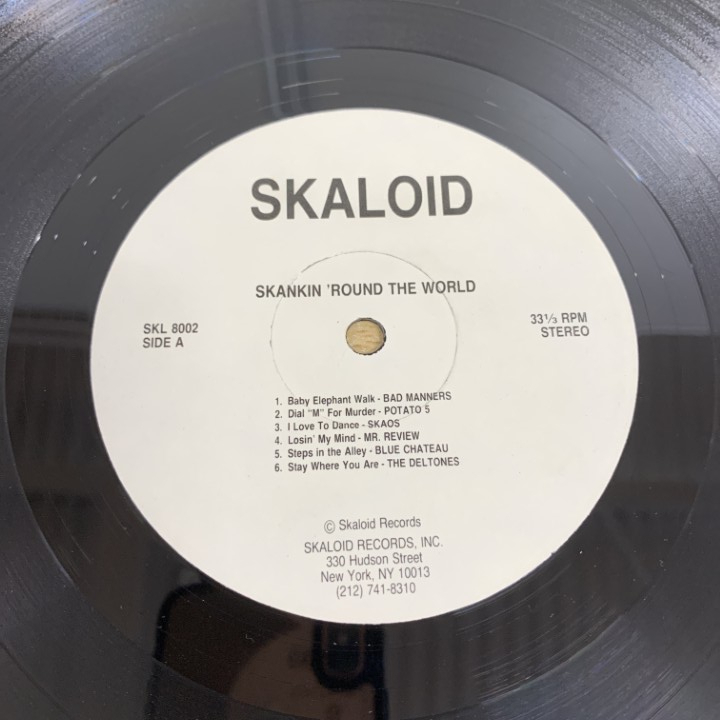 SKALOID
SKANKIN 'ROUND THE WORLD
SKL 8002
SIDE A
33⅓ RPM
STEREO
1. Baby Elephant Walk - BAD MANNERS
2. Dial "M" For Murder - POTATO 5
3. I Love To Dance - SKAOS
4. Losin' My Mind - MR. REVIEW
5. Steps in the Alley - BLUE CHATEAU
6. Stay Where You Are - THE DELTONES
© Skaloid Records
SKALOID RECORDS, INC.
330 Hudson Street
New York, NY 10013
(212) 741-8310